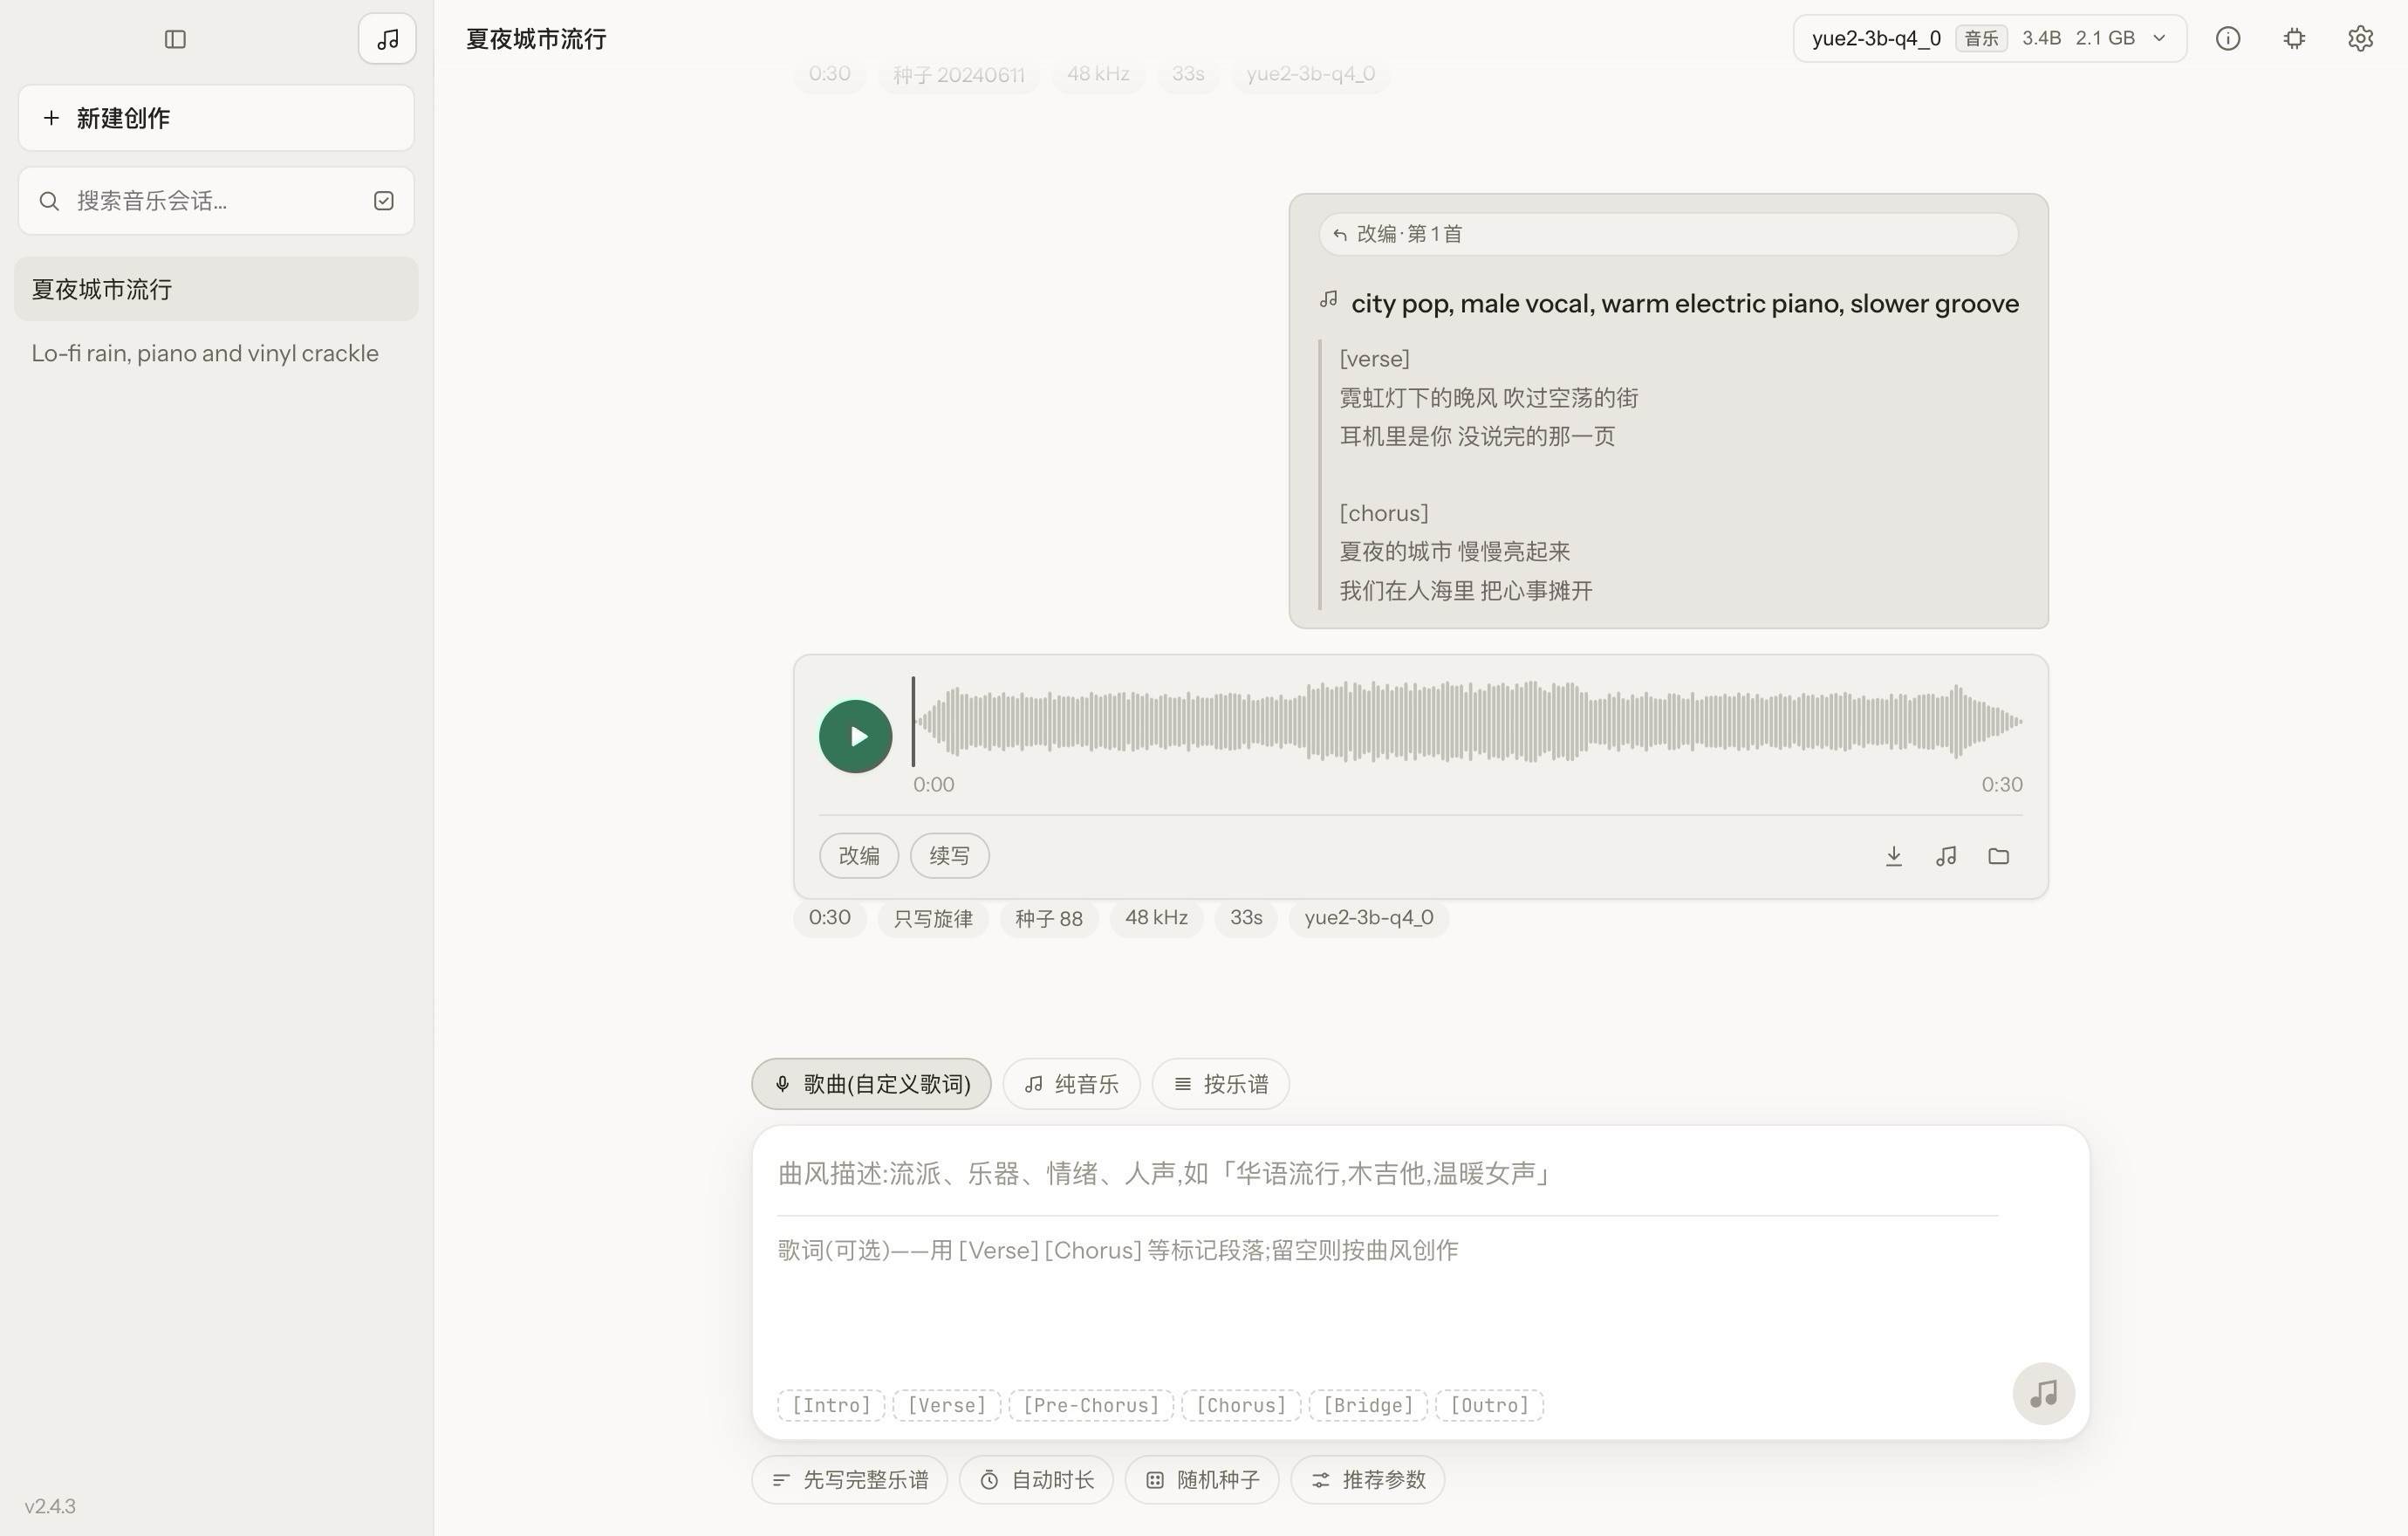 夏夜城市流行
yue2-3b-q4_0 音乐 3.4B 2.1 GB
新建创作
搜索音乐会话...
夏夜城市流行
Lo-fi rain, piano and vinyl crackle
v2.4.3
0:30 种子 20240611 48 kHz 33s yue2-3b-q4_0
改编·第1首
city pop, male vocal, warm electric piano, slower groove
[verse]
霓虹灯下的晚风 吹过空荡的街
耳机里是你 没说完的那一页
[chorus]
夏夜的城市 慢慢亮起来
我们在人海里 把心事摊开
0:00 0:30
改编 续写
0:30 只写旋律 种子 88 48 kHz 33s yue2-3b-q4_0
歌曲(自定义歌词) 纯音乐 按乐谱
曲风描述:流派、乐器、情绪、人声,如「华语流行,木吉他,温暖女声」
歌词(可选)——用 [Verse] [Chorus] 等标记段落;留空则按曲风创作
[Intro] [Verse] [Pre-Chorus] [Chorus] [Bridge] [Outro]
先写完整乐谱 自动时长 随机种子 推荐参数